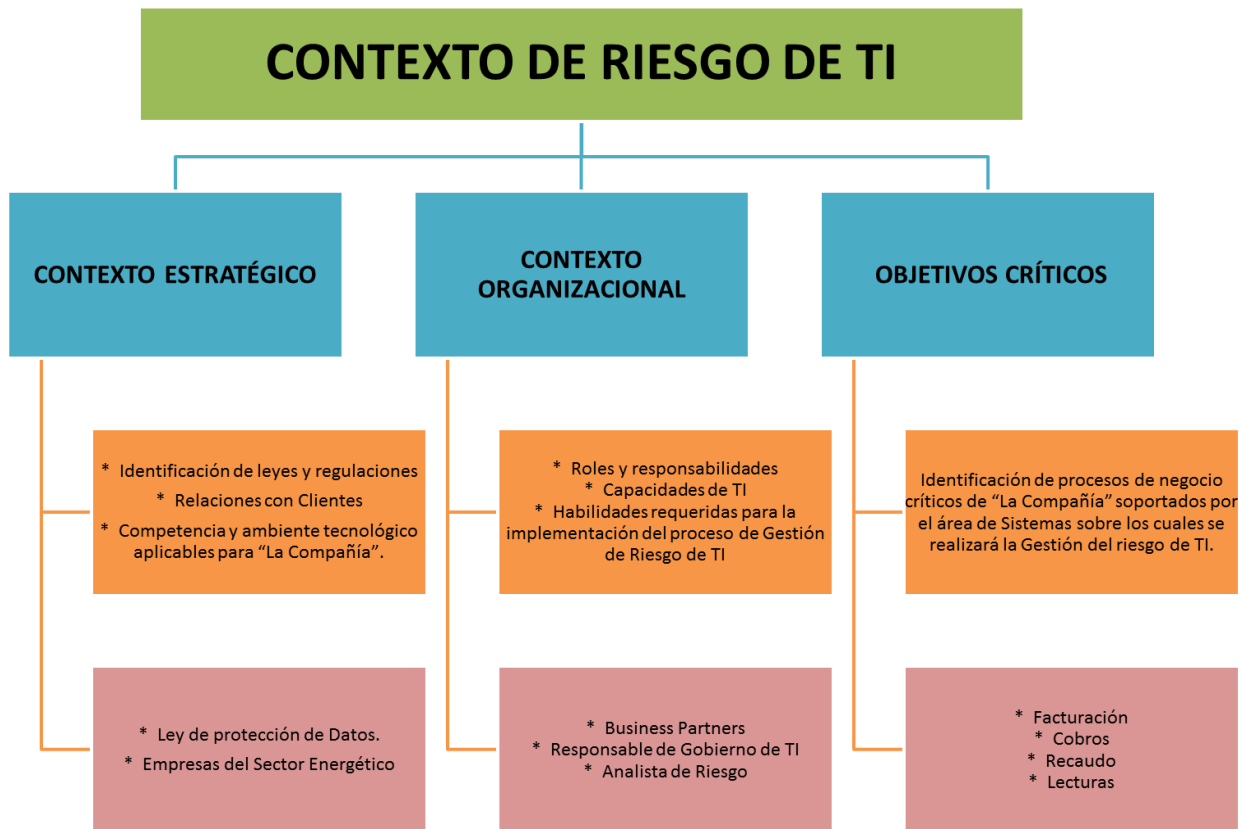 CONTEXTO DE RIESGO DE TI
CONTEXTO ESTRATÉGICO
* Identificación de leyes y regulaciones
* Relaciones con Clientes
* Competencia y ambiente tecnológico
aplicables para “La Compañía”.
* Ley de protección de Datos.
* Empresas del Sector Energético
CONTEXTO
ORGANIZACIONAL
* Roles y responsabilidades
* Capacidades de TI
* Habilidades requeridas para la
implementación del proceso de Gestión
de Riesgo de TI
* Business Partners
* Responsable de Gobierno de TI
* Analista de Riesgo
OBJETIVOS CRÍTICOS
Identificación de procesos de negocio
críticos de “La Compañía” soportados por
el área de Sistemas sobre los cuales se
realizará la Gestión del riesgo de TI.
* Facturación
* Cobros
* Recaudo
* Lecturas